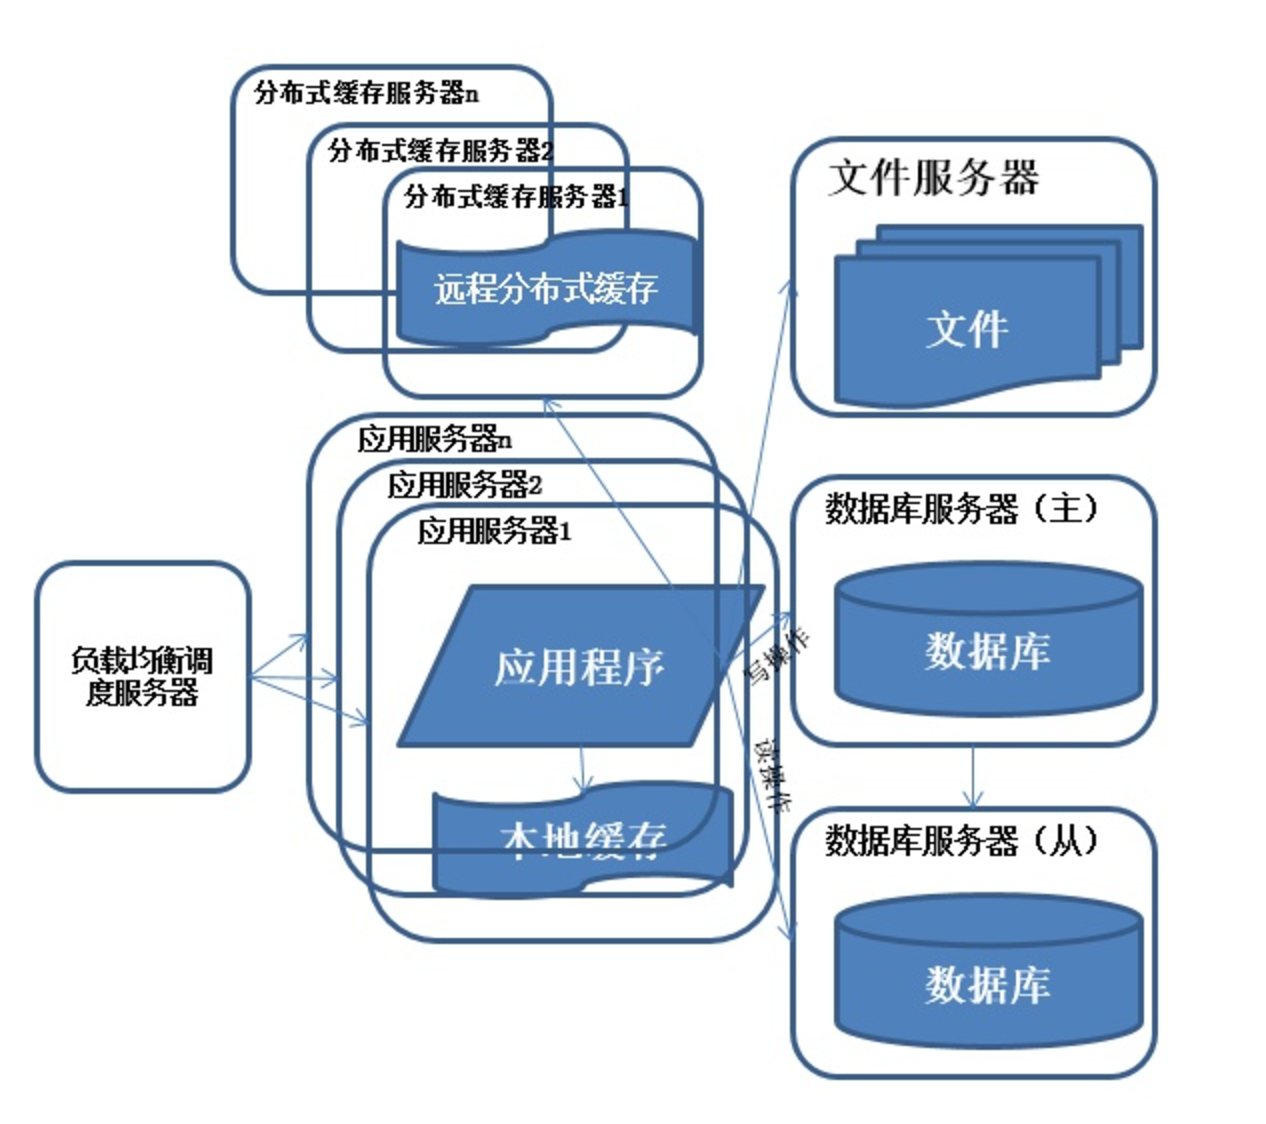 分布式缓存服务器n
分布式缓存服务器2
分布式缓存服务器1
远程分布式缓存
文件服务器
文件
应用服务器n
应用服务器2
应用服务器1
应用程序
本地缓存
负载均衡调
度服务器
写操作
读操作
数据库服务器（主）
数据库
数据库服务器（从）
数据库